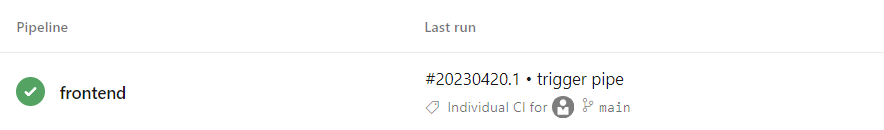 Pipeline
Last run
frontend
#20230420.1 • trigger pipe
Individual CI for main